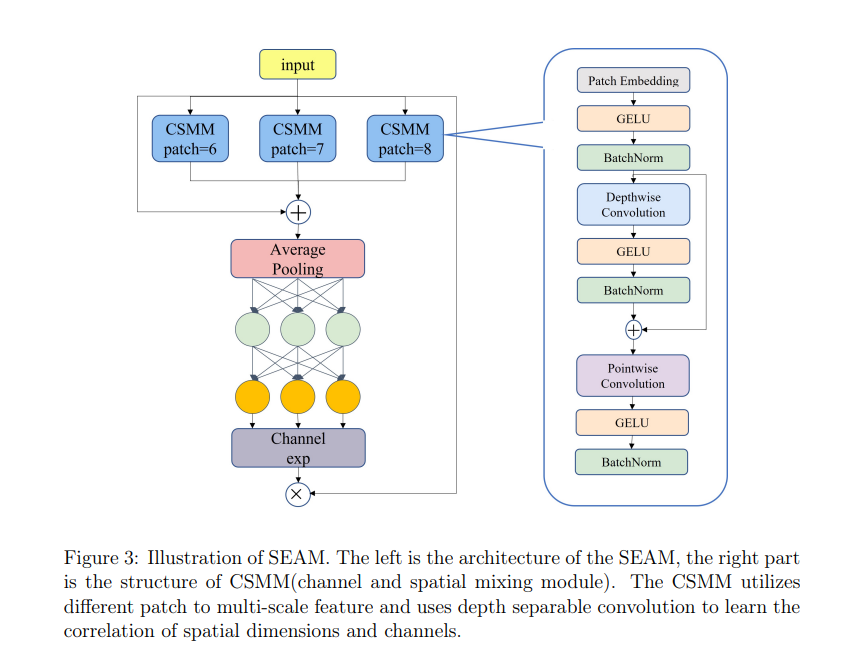 input
CSMM
patch=6
CSMM
patch=7
CSMM
patch=8
Average
Pooling
Channel
exp
Patch Embedding
GELU
BatchNorm
Depthwise
Convolution
GELU
BatchNorm
Pointwise
Convolution
GELU
BatchNorm
Figure 3: Illustration of SEAM. The left is the architecture of the SEAM, the right part
is the structure of CSMM(channel and spatial mixing module). The CSMM utilizes
different patch to multi-scale feature and uses depth separable convolution to learn the
correlation of spatial dimensions and channels.